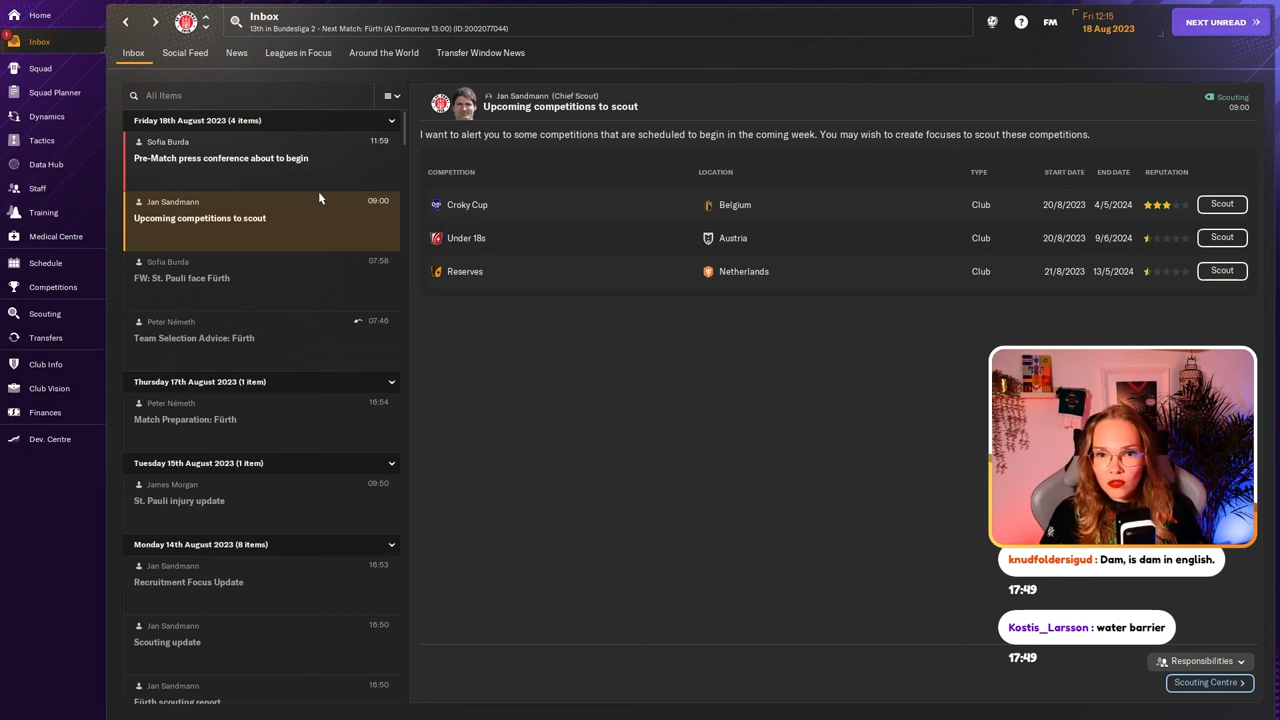 Home
Inbox
1
Squad
Squad Planner
Dynamics
Tactics
Data Hub
Staff
Training
Medical Centre
Schedule
Competitions
Scouting
Transfers
Club Info
Club Vision
Finances
Dev. Centre
Inbox
13th in Bundesliga 2 - Next Match: Fürth (A) (Tomorrow 13:00) (ID:2002077044)
?
FM
Fri 12:15
18 Aug 2023
NEXT UNREAD
Inbox Social Feed News Leagues in Focus Around the World Transfer Window News
All Items
Friday 18th August 2023 (4 items)
Sofia Burda 11:59
Pre-Match press conference about to begin
Jan Sandmann 09:00
Upcoming competitions to scout
Sofia Burda 07:58
FW: St. Pauli face Fürth
Peter Németh 07:46
Team Selection Advice: Fürth
Thursday 17th August 2023 (1 item)
Peter Németh 16:54
Match Preparation: Fürth
Tuesday 15th August 2023 (1 item)
James Morgan 09:50
St. Pauli injury update
Monday 14th August 2023 (8 items)
Jan Sandmann 16:53
Recruitment Focus Update
Jan Sandmann 16:50
Scouting update
Jan Sandmann 16:50
Fürth scouting report
Jan Sandmann (Chief Scout)
Upcoming competitions to scout
Scouting
09:00
I want to alert you to some competitions that are scheduled to begin in the coming week. You may wish to create focuses to scout these competitions.
COMPETITION LOCATION TYPE START DATE END DATE REPUTATION
Croky Cup Belgium Club 20/8/2023 4/5/2024 Scout
Under 18s Austria Club 20/8/2023 9/6/2024 Scout
Reserves Netherlands Club 21/8/2023 13/5/2024 Scout
knudfoldersigud : Dam, is dam in english.
17:49
Kostis_Larsson : water barrier
17:49
Responsibilities
Scouting Centre